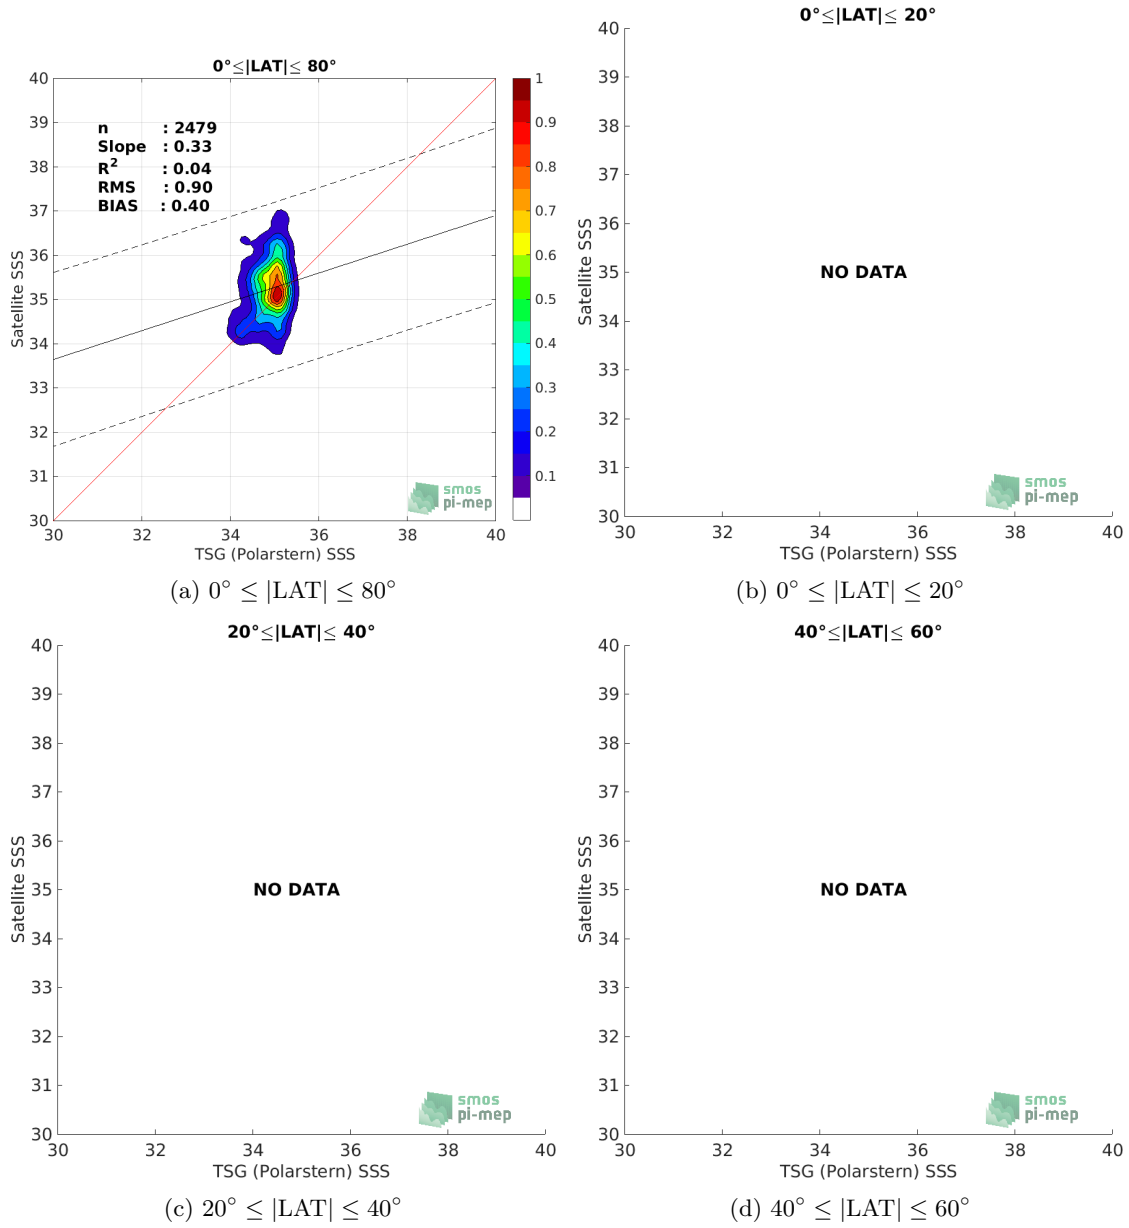 0°≤|LAT|≤ 80°
40
39
38
37
36
35
34
33
32
31
30
Satellite SSS
n : 2479
Slope : 0.33
R² : 0.04
RMS : 0.90
BIAS : 0.40
smos
pi-mep
30 32 34 36 38 40
TSG (Polarstern) SSS
1
0.9
0.8
0.7
0.6
0.5
0.4
0.3
0.2
0.1
(a) 0° ≤ |LAT| ≤ 80°
0°≤|LAT|≤ 20°
40
39
38
37
36
35
34
33
32
31
30
Satellite SSS
NO DATA
smos
pi-mep
30 32 34 36 38 40
TSG (Polarstern) SSS
(b) 0° ≤ |LAT| ≤ 20°
20°≤|LAT|≤ 40°
40
39
38
37
36
35
34
33
32
31
30
Satellite SSS
NO DATA
smos
pi-mep
30 32 34 36 38 40
TSG (Polarstern) SSS
(c) 20° ≤ |LAT| ≤ 40°
40°≤|LAT|≤ 60°
40
39
38
37
36
35
34
33
32
31
30
Satellite SSS
NO DATA
smos
pi-mep
30 32 34 36 38 40
TSG (Polarstern) SSS
(d) 40° ≤ |LAT| ≤ 60°